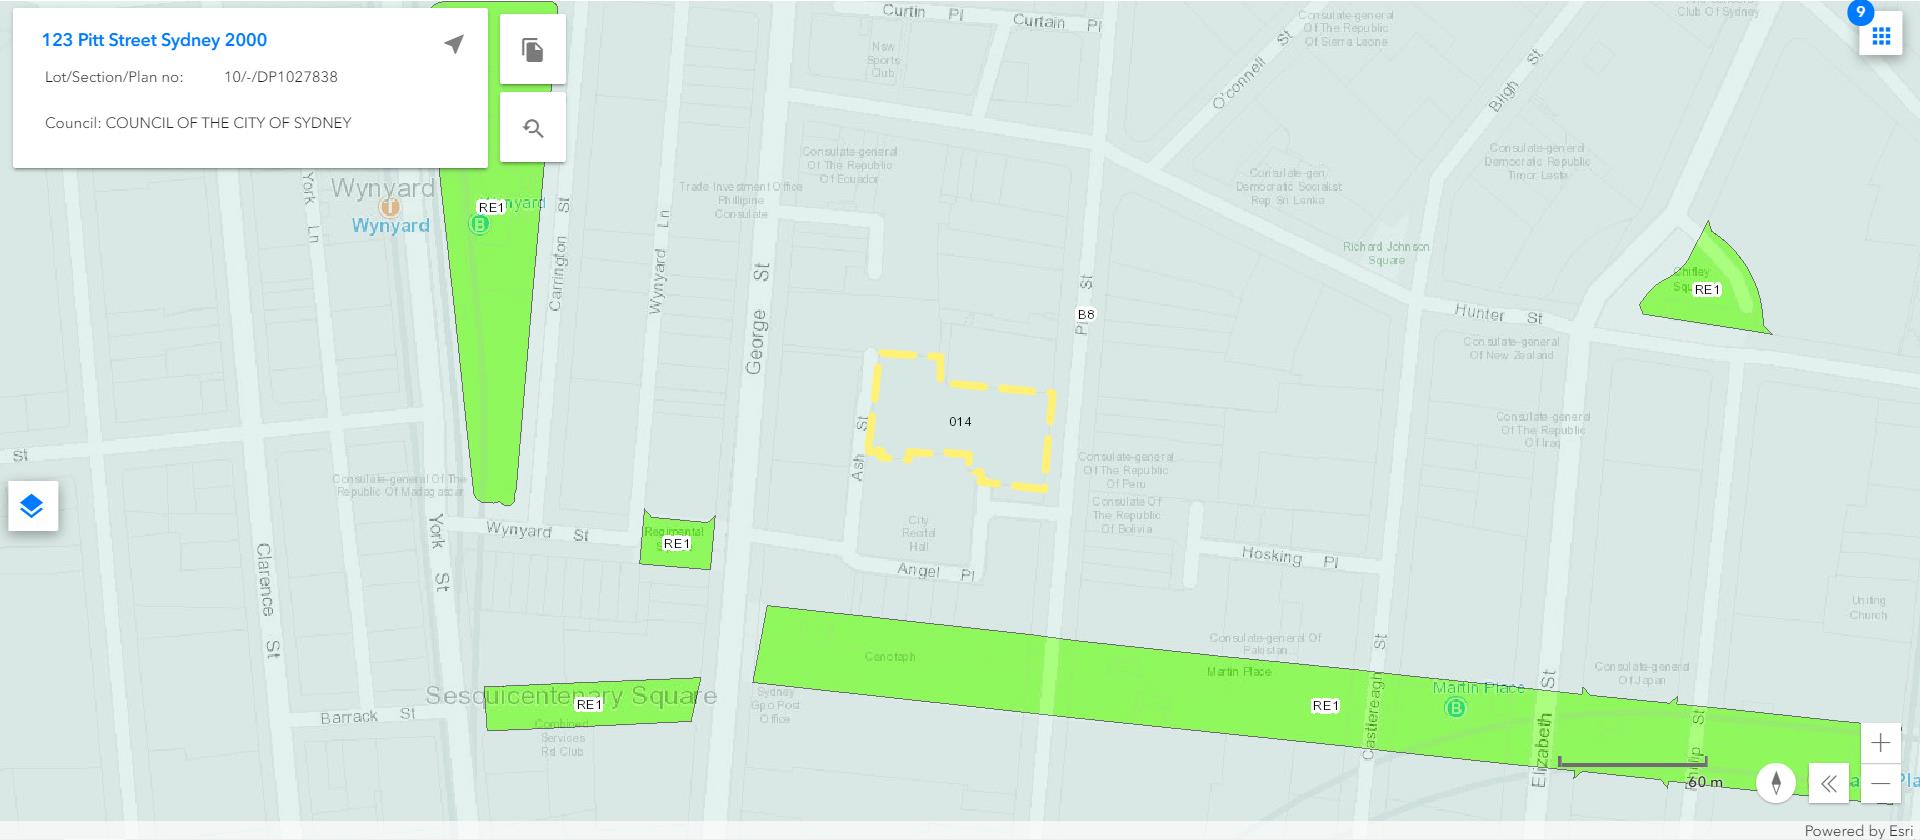 123 Pitt Street Sydney 2000
Lot/Section/Plan no: 10/-/DP1027838
Council: COUNCIL OF THE CITY OF SYDNEY
9
Curtin Pl
Curtain Pl
Consulate-general
Of The Republic
Of Sierra Leone
Club Of Sydney
Nsw
Sports
Club
O'connell St
Bligh St
Consulate-general
Of The Republic
Of Ecuador
Consulate-general
Democratic Republic
Timor Leste
Trade Investment Office
Phillipine
Consulate
Consulate-gen
Democratic Socialist
Rep Sri Lanka
York Ln
Wynyard
Wynyard
Wynyard
B
RE1
Carrington St
Wynyard Ln
George St
Richard Johnson
Square
Chifley
RE1
Hunter St
B8
St
Consulate-general
Of New Zealand
014
Ash St
St
Consulate-general
Of The Republic
Of Iraq
Consulate-general Of The
Republic Of Madagascar
Consulate-general
Of The Republic
Of Peru
Consulate Of
The Republic
Of Bolivia
City
Recital
Hall
York St
Wynyard St
Regimental
RE1
Angel Pl
Hosking Pl
Clarence St
Uniting
Church
Consulate-general Of
Pakistan
Cenotaph
Martin Place
Castlereagh St
Consulate-general
Of Japan
Martin Place
B
RE1
Elizabeth St
Philip St
Sesquicentenary Square
RE1
Sydney
Gpo Post
Office
Barrack St
Combined
Services
Rsl Club
60 m
Powered by Esri